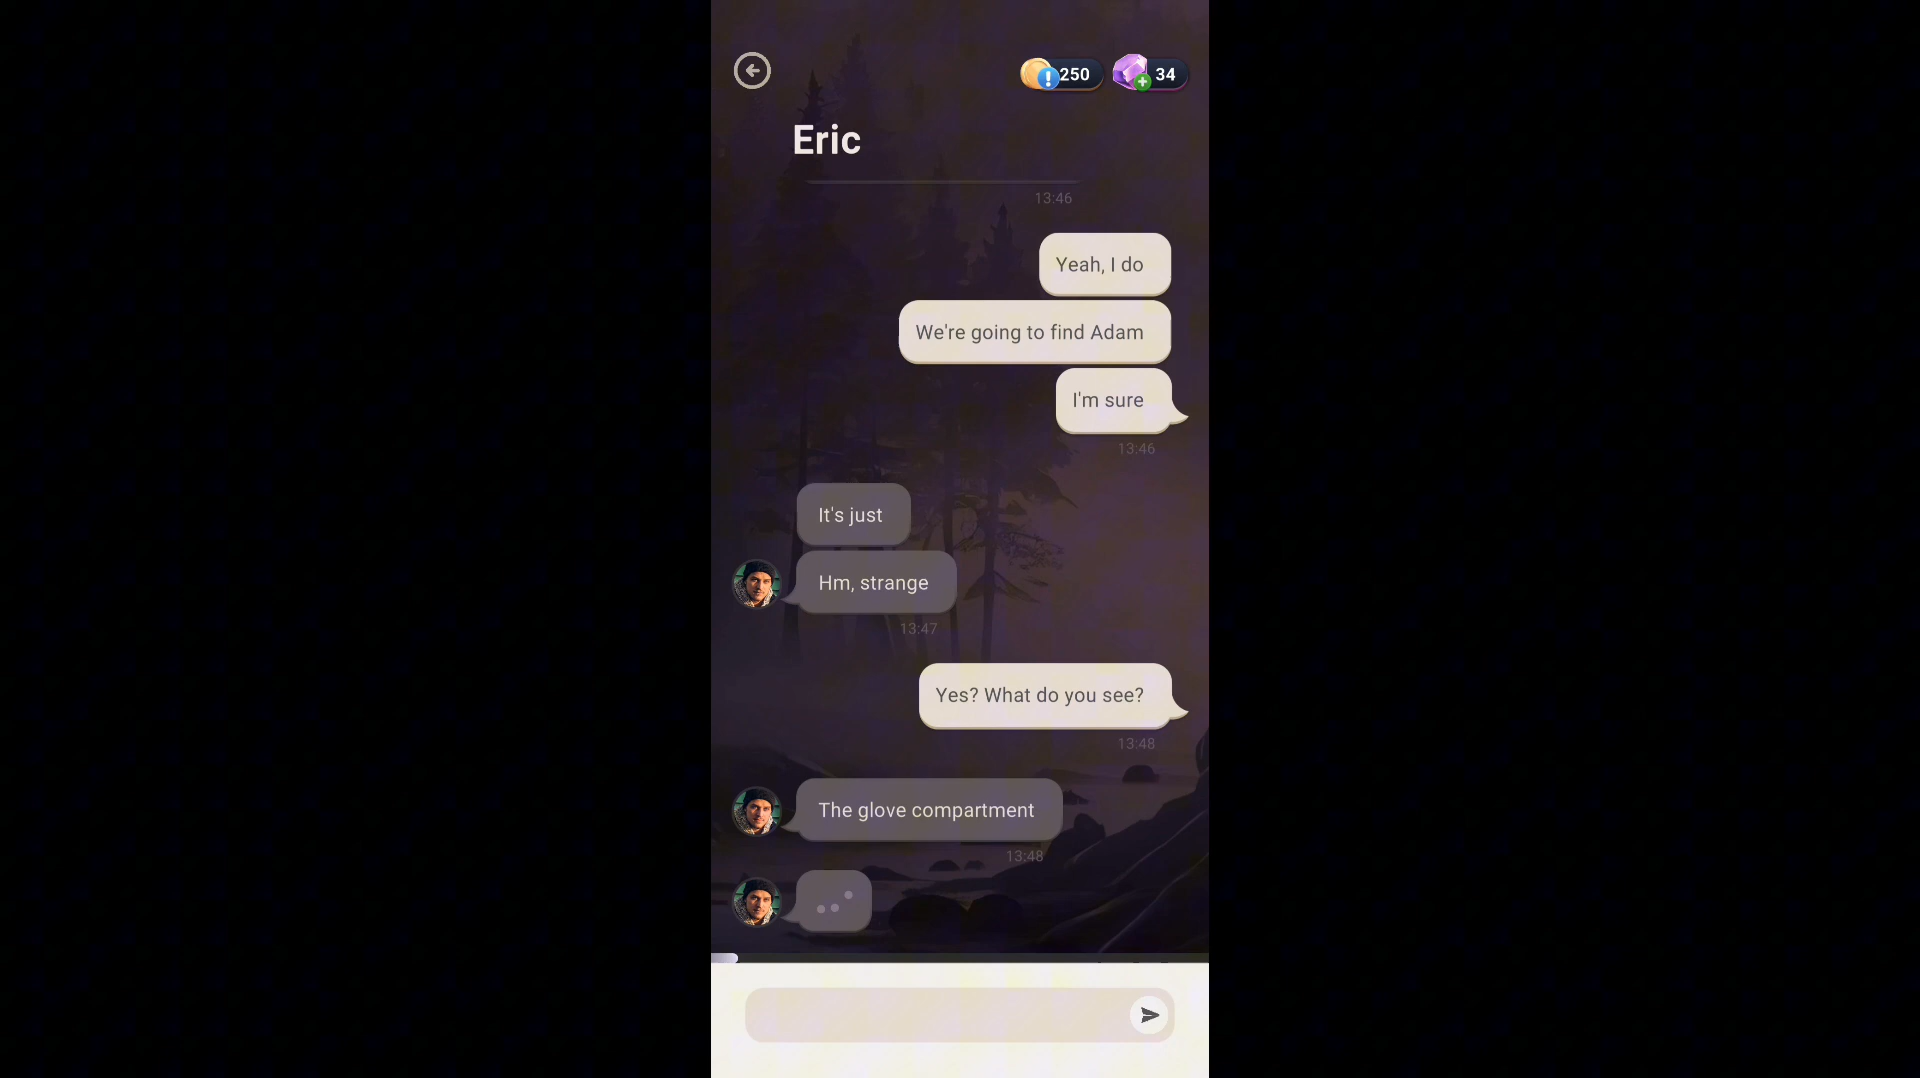 250
34
Eric
13:46
Yeah, I do
We're going to find Adam
I'm sure
13:46
It's just
Hm, strange
13:47
Yes? What do you see?
13:48
The glove compartment
13:48